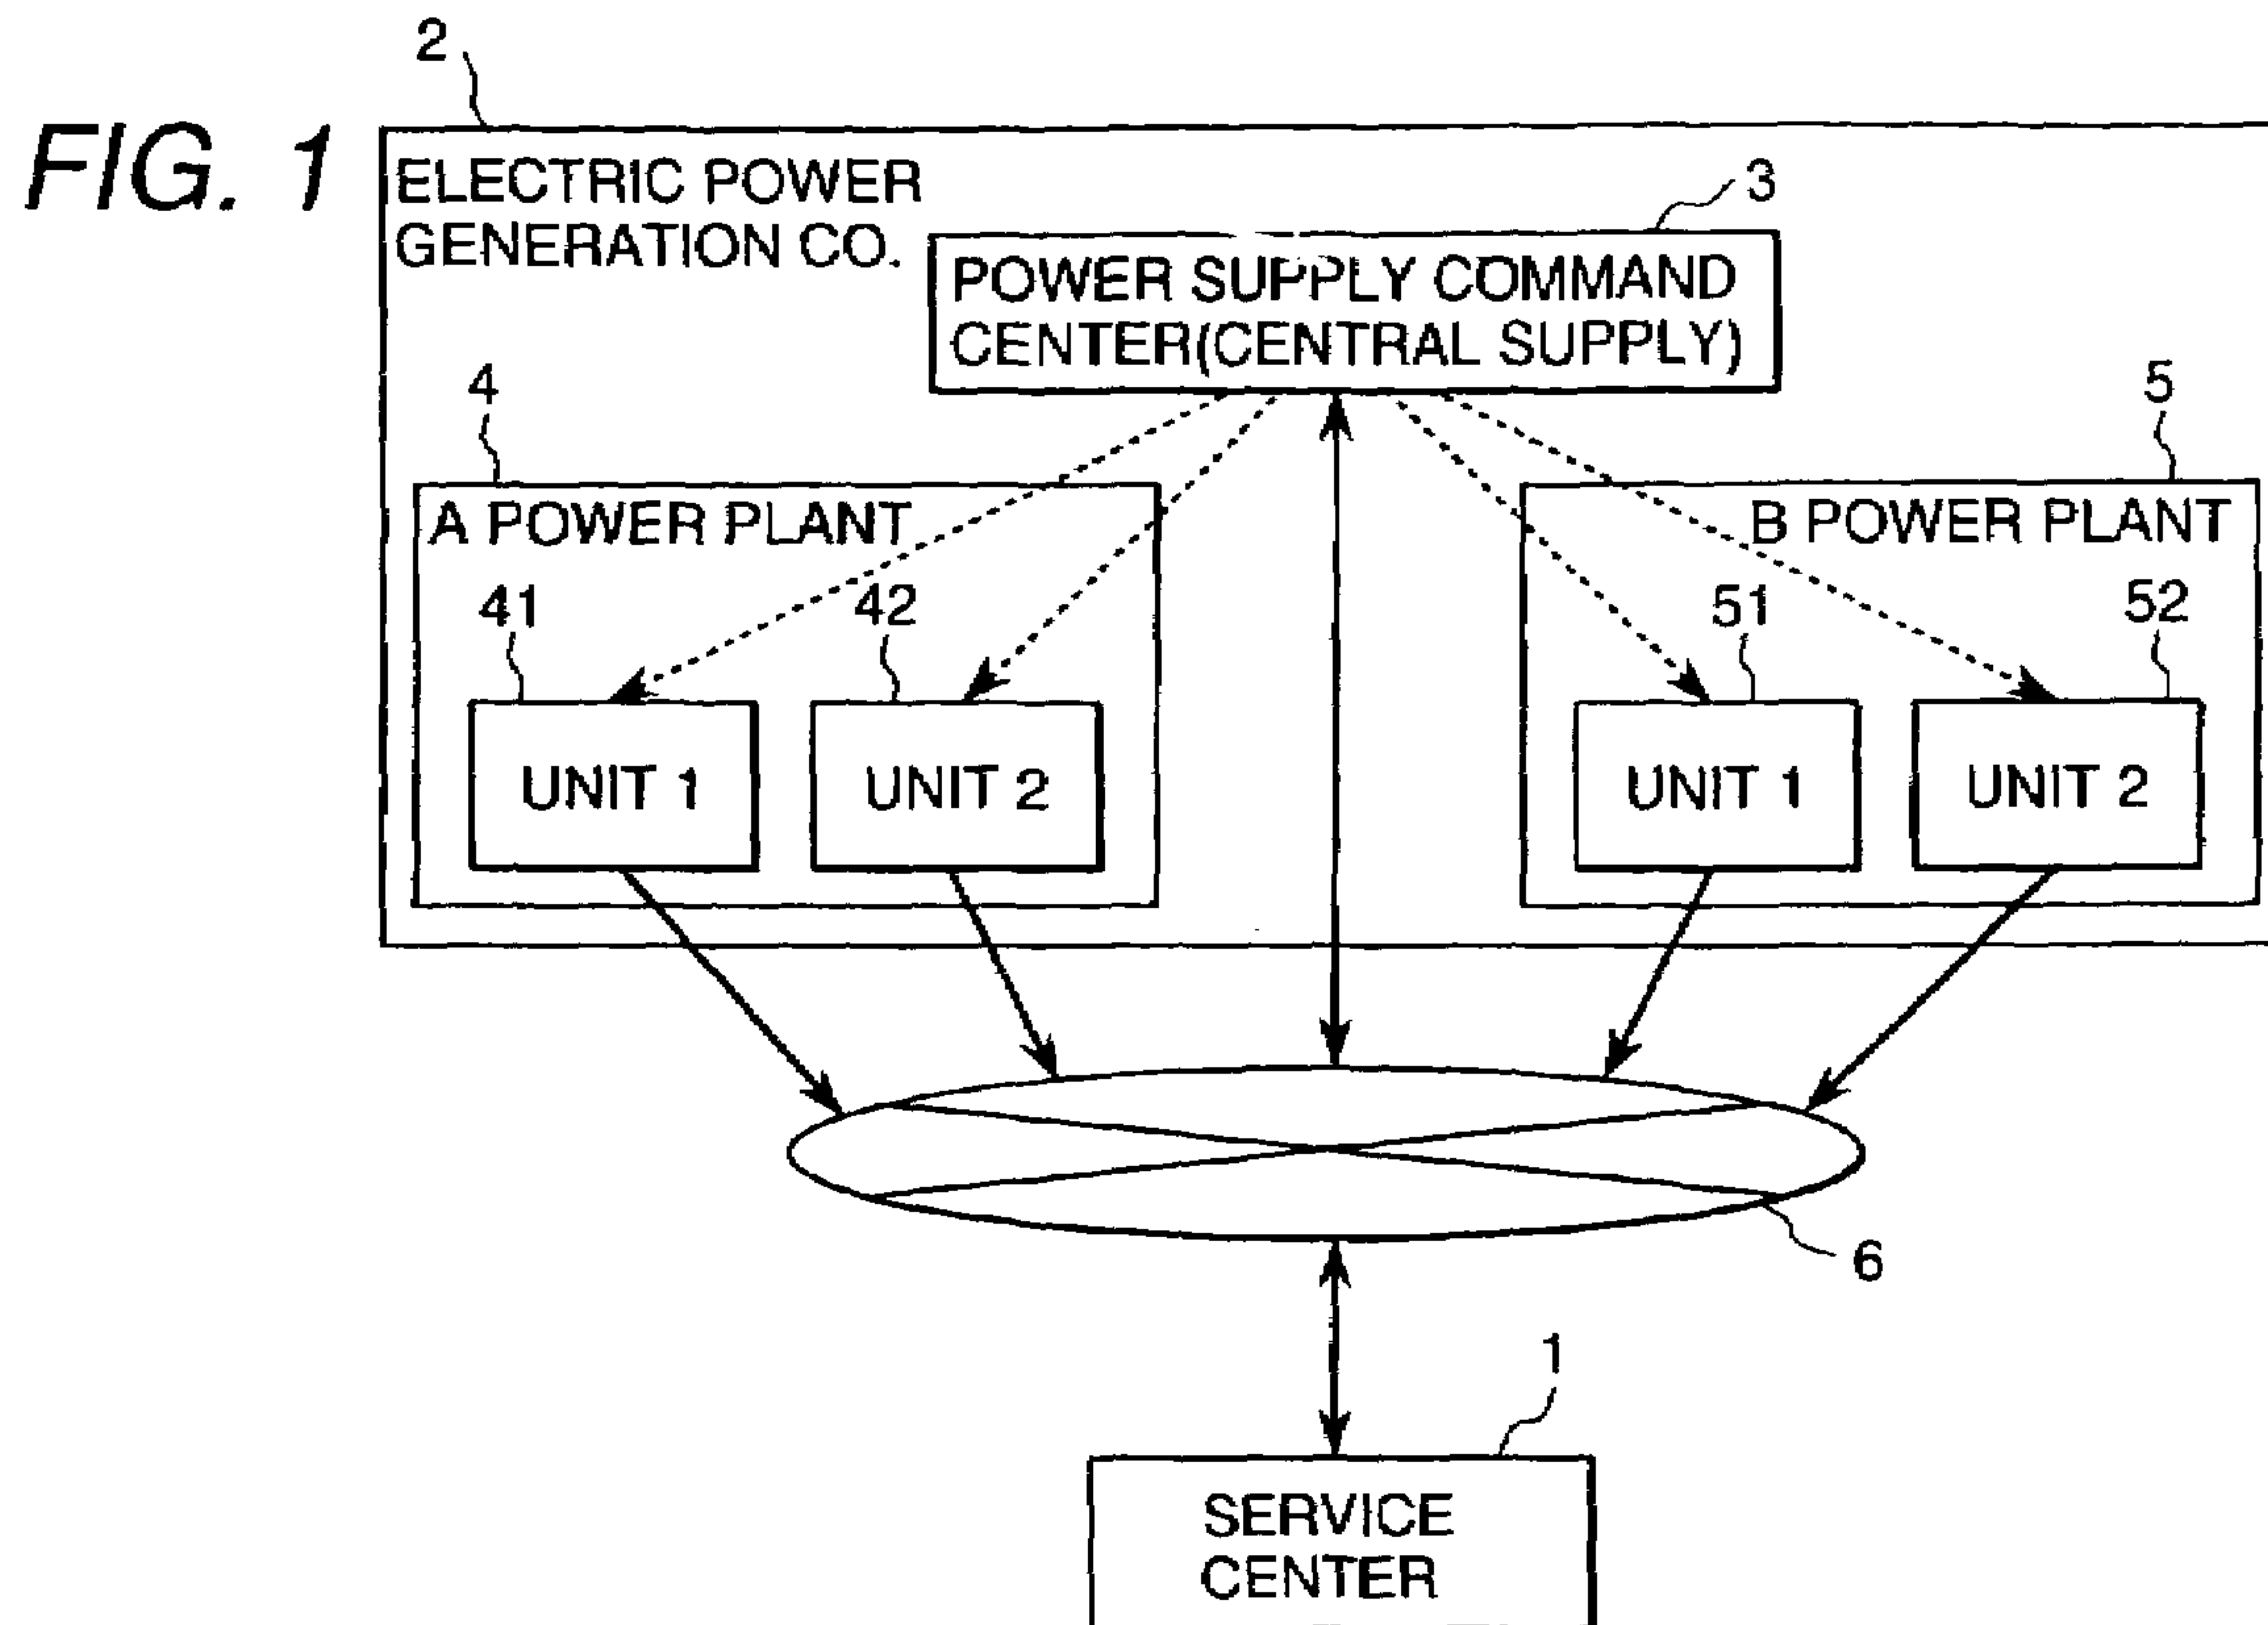 2
FIG. 1
ELECTRIC POWER
GENERATION CO.
3
POWER SUPPLY COMMAND
CENTER(CENTRAL SUPPLY)
4
5
A POWER PLANT
B POWER PLANT
41
42
51
52
UNIT 1
UNIT 2
UNIT 1
UNIT 2
6
1
SERVICE
CENTER